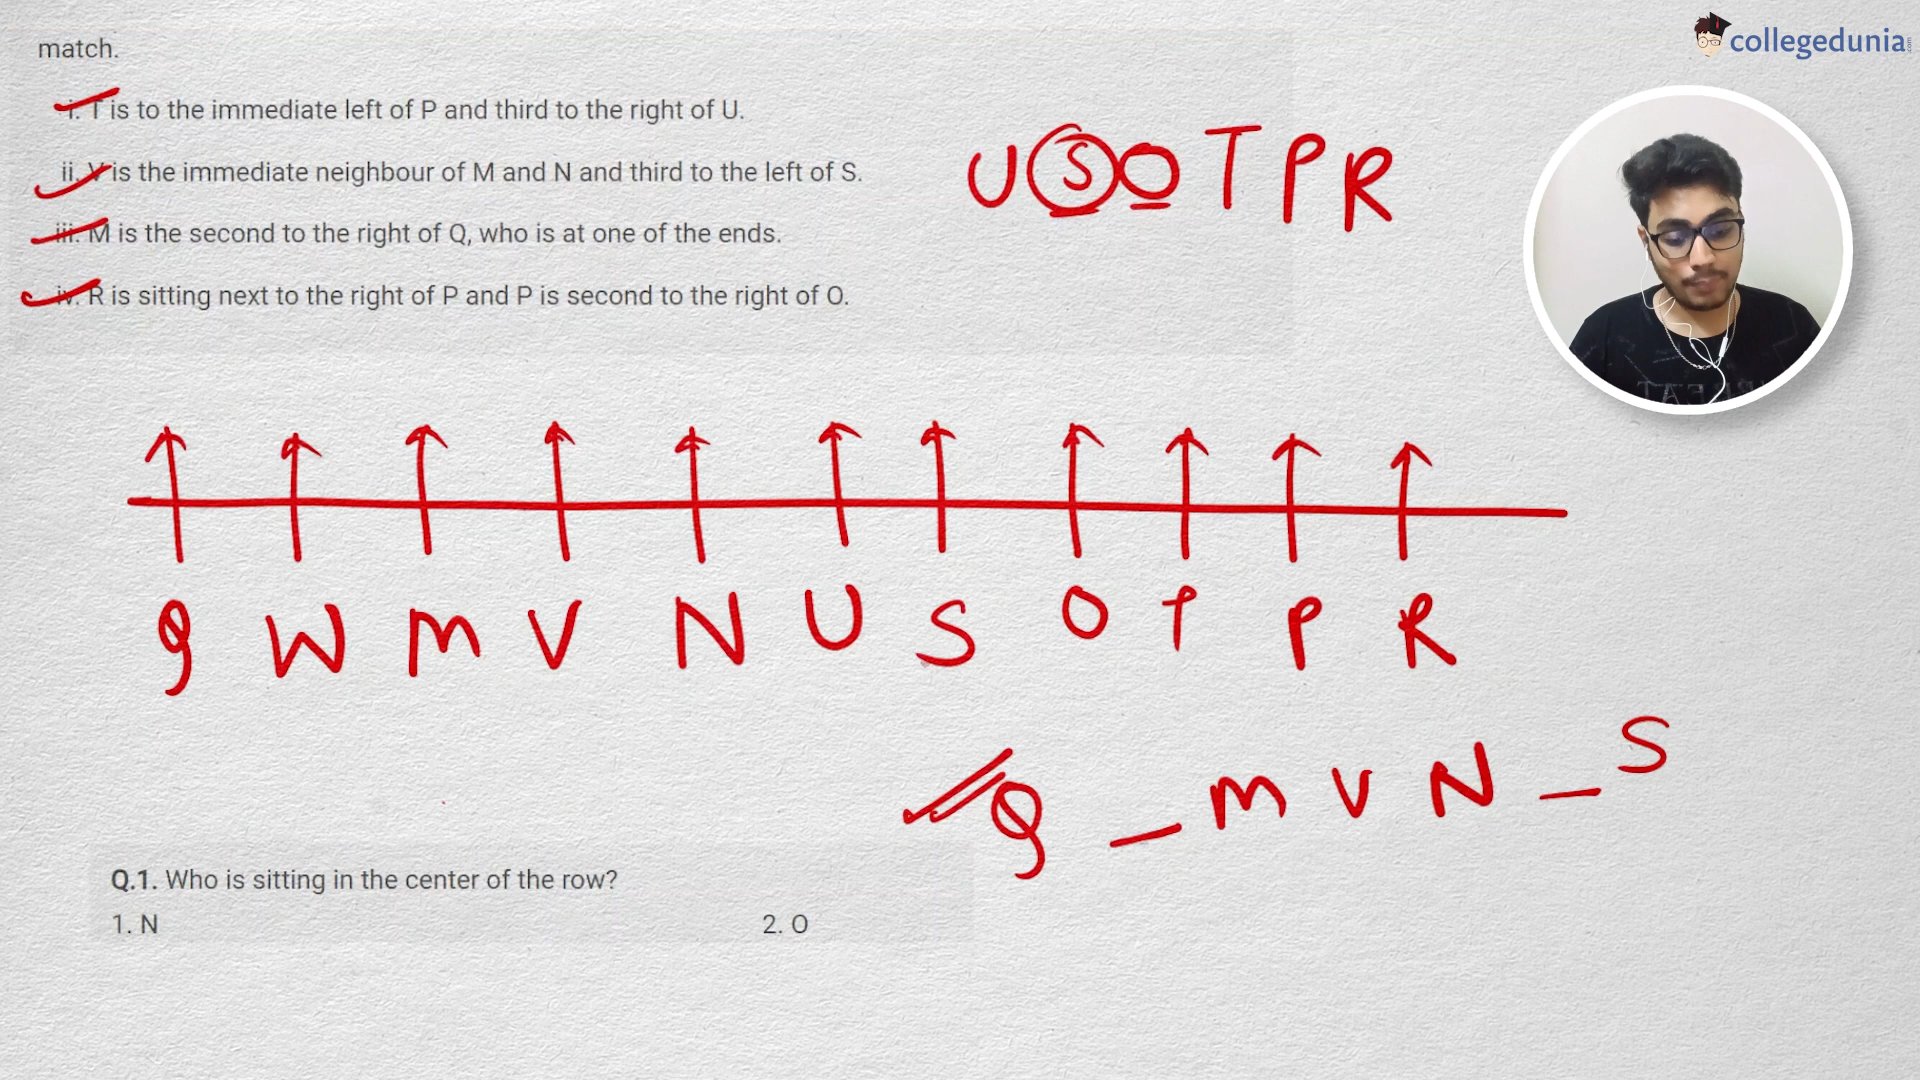 collegedunia
.com
match.
i. T is to the immediate left of P and third to the right of U.
ii. V is the immediate neighbour of M and N and third to the left of S.
iii. M is the second to the right of Q, who is at one of the ends.
iv. R is sitting next to the right of P and P is second to the right of O.
U S O T P R
Q W M V N U S O T P R
Q _ M V N _ S
Q.1. Who is sitting in the center of the row?
1. N 2. O